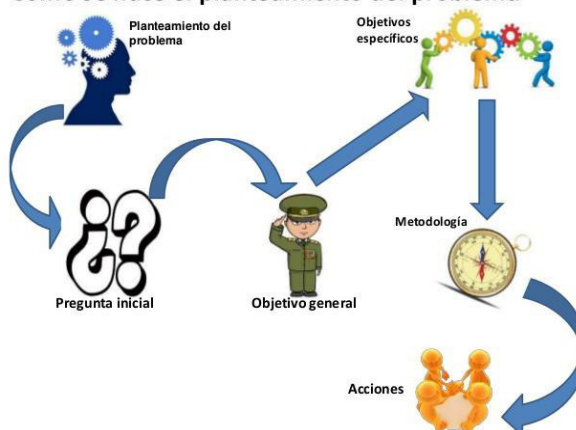 Planteamiento del
problema
¿?
Pregunta inicial
Objetivo general
Objetivos
específicos
Metodología
Acciones